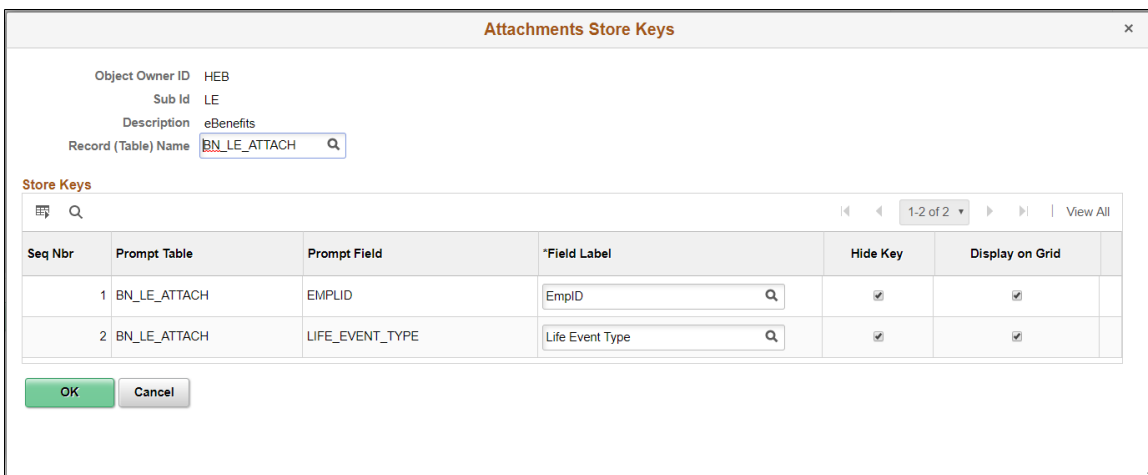 Attachments Store Keys ×
Object Owner ID HEB
Sub Id LE
Description eBenefits
Record (Table) Name BN_LE_ATTACH
Store Keys
1-2 of 2 View All
Seq Nbr Prompt Table Prompt Field *Field Label Hide Key Display on Grid
1 BN_LE_ATTACH EMPLID EmpID
2 BN_LE_ATTACH LIFE_EVENT_TYPE Life Event Type
OK Cancel